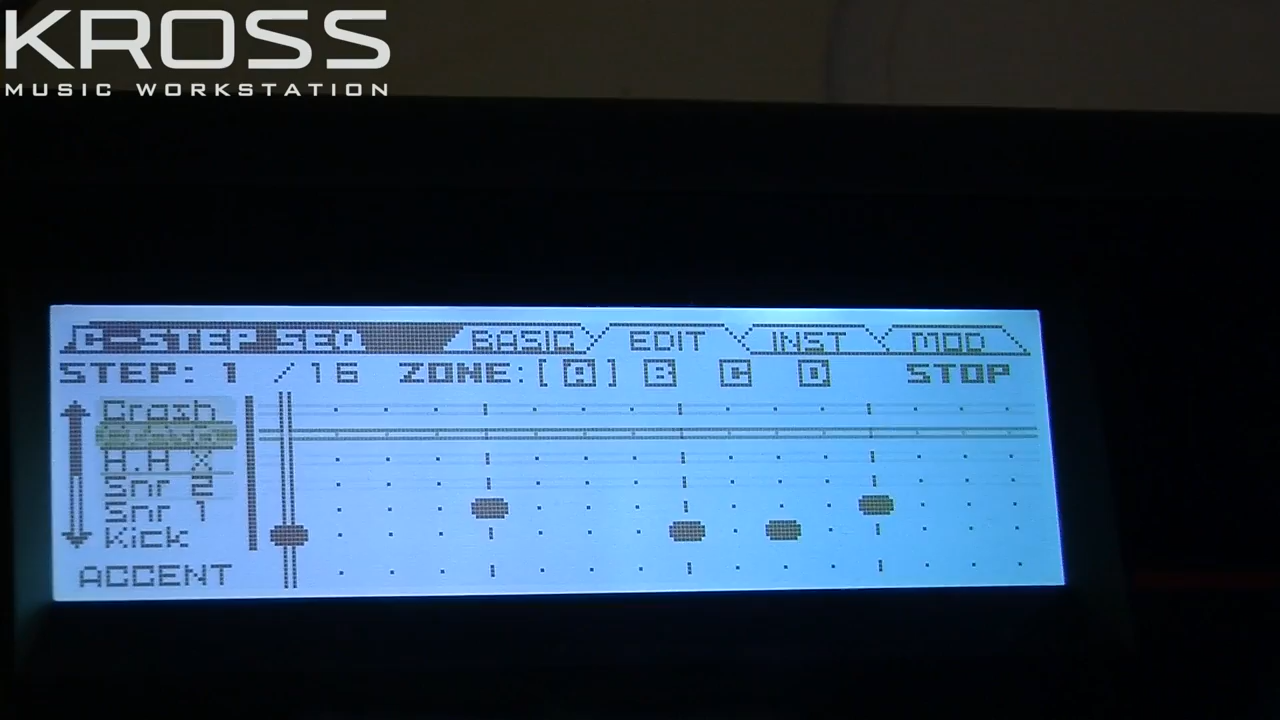 KROSS
MUSIC WORKSTATION
C-STEP SEQ BASIC EDIT INST MOD
STEP: 1 /16 ZONE: [A] B C D STOP
Crash
H.H X
Snr 2
Snr 1
Kick
ACCENT